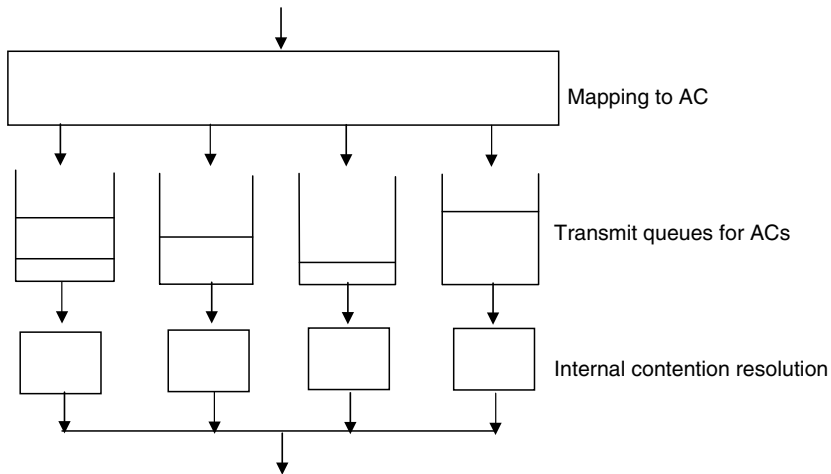 Mapping to AC
Transmit queues for ACs
Internal contention resolution